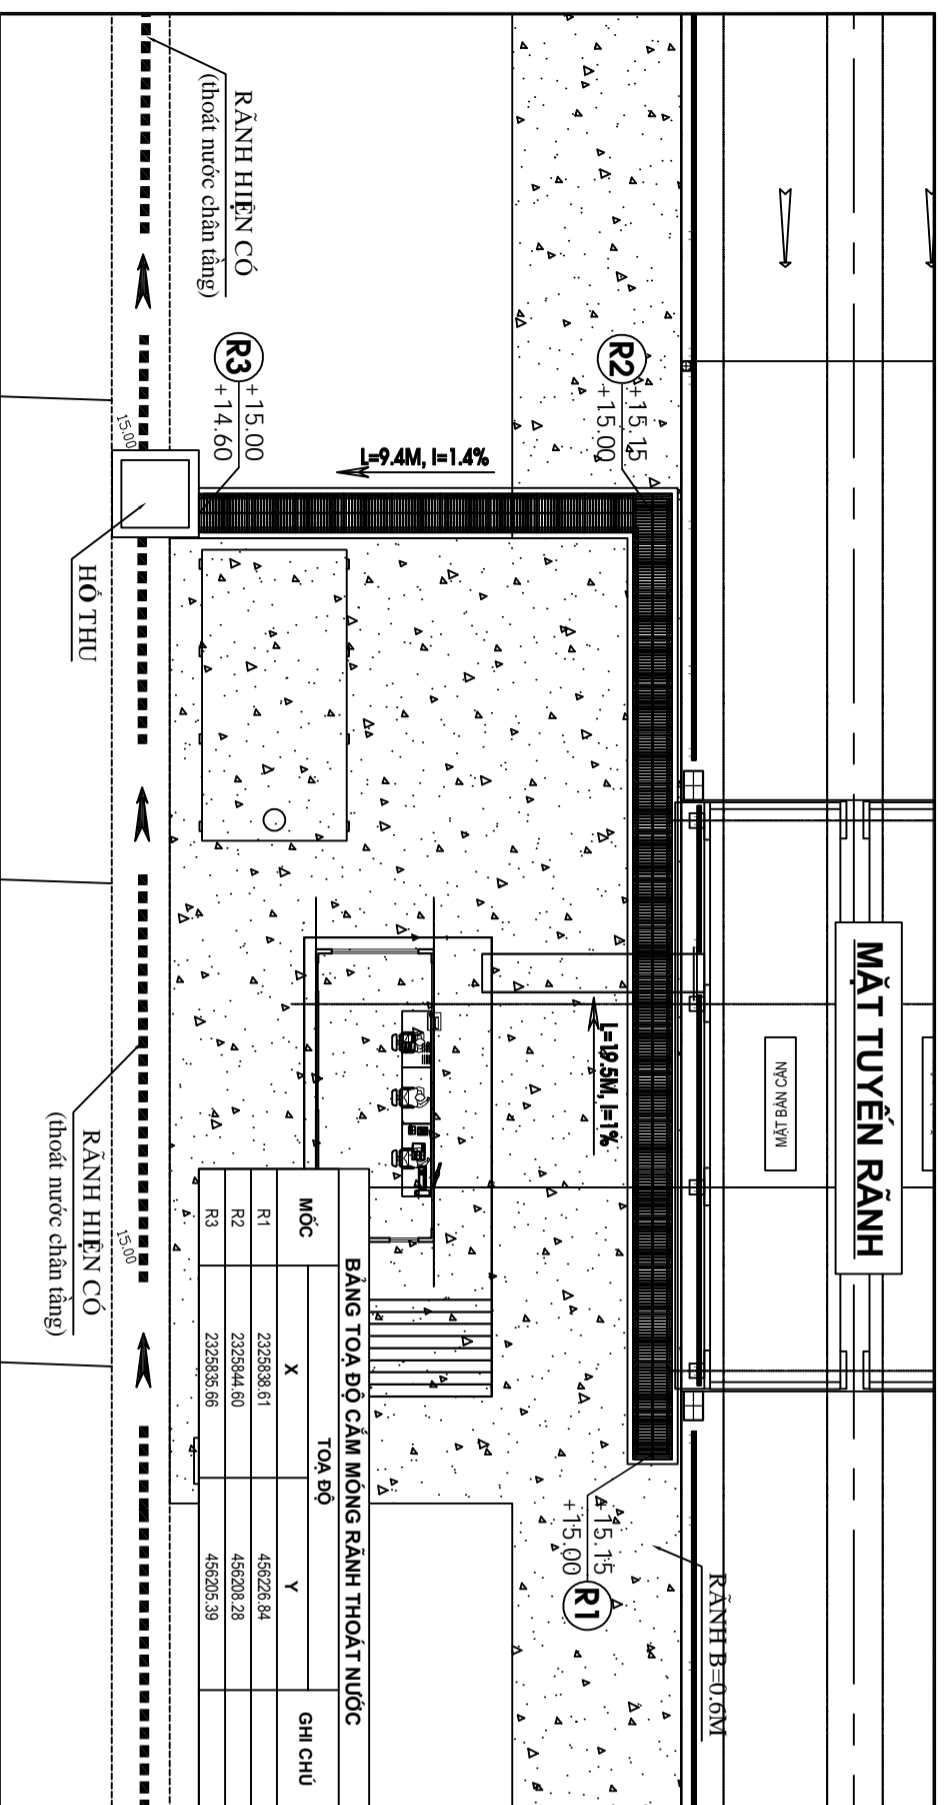 RÃNH HIỆN CÓ
(thoát nước chân tầng)
R3
+15.00
+14.60
R2
+15.15
+15.00
L=9.4M, I=1.4%
15.00
HỐ THU
MẶT TUYẾN RÃNH
MẶT BÀN CÂN
L=19.5M, I=1%
RÃNH HIỆN CÓ
(thoát nước chân tầng)
15.00
R1
+15.15
+15.00
RÃNH B=0.6M
BẢNG TOẠ ĐỘ CẮM MÓNG RÃNH THOÁT NƯỚC
MỐC TOẠ ĐỘ GHI CHÚ
X Y
R1 2325838.61 456226.84
R2 2325844.60 456208.28
R3 2325835.66 456205.39